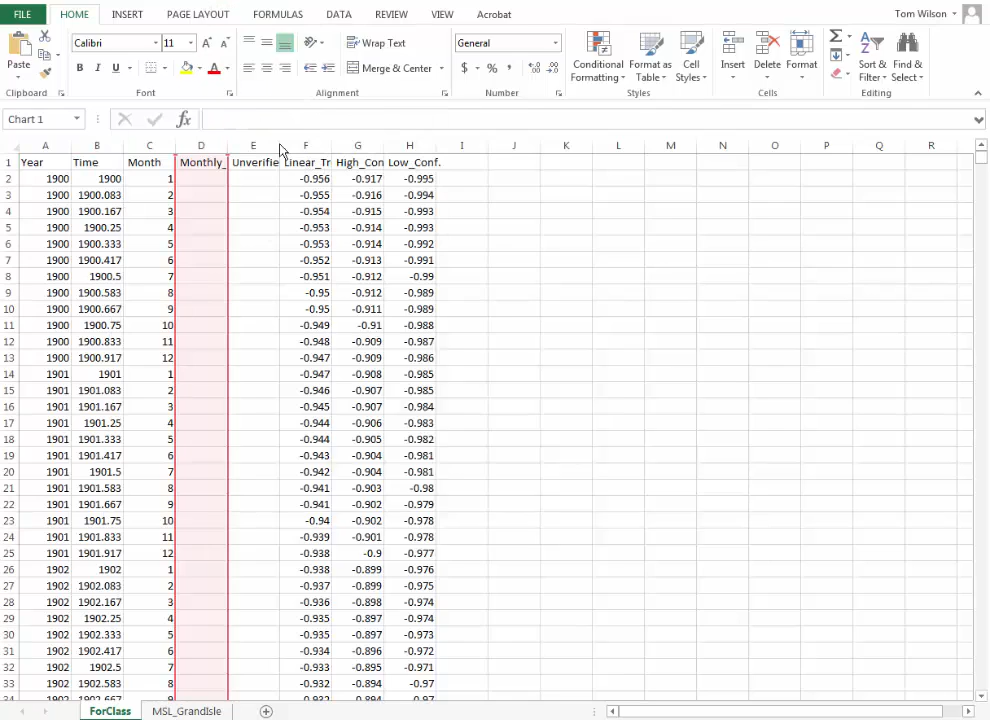 FILE HOME INSERT PAGE LAYOUT FORMULAS DATA REVIEW VIEW Acrobat Tom Wilson
Calibri 11 A A Wrap Text General
Paste B I U A Merge & Center $ % , .0 .00 .00 .0 Conditional Formatting Format as Table Cell Styles Insert Delete Format Sort & Filter Find & Select
Clipboard Font Alignment Number Styles Cells Editing
Chart 1 fx
A B C D E F G H I J K L M N O P Q R
1 Year Time Month Monthly_ Unverifie Linear_Tr High_Con Low_Conf.
2 1900 1900 1 -0.956 -0.917 -0.995
3 1900 1900.083 2 -0.955 -0.916 -0.994
4 1900 1900.167 3 -0.954 -0.915 -0.993
5 1900 1900.25 4 -0.953 -0.914 -0.993
6 1900 1900.333 5 -0.953 -0.914 -0.992
7 1900 1900.417 6 -0.952 -0.913 -0.991
8 1900 1900.5 7 -0.951 -0.912 -0.99
9 1900 1900.583 8 -0.95 -0.912 -0.989
10 1900 1900.667 9 -0.95 -0.911 -0.989
11 1900 1900.75 10 -0.949 -0.91 -0.988
12 1900 1900.833 11 -0.948 -0.909 -0.987
13 1900 1900.917 12 -0.947 -0.909 -0.986
14 1901 1901 1 -0.947 -0.908 -0.985
15 1901 1901.083 2 -0.946 -0.907 -0.985
16 1901 1901.167 3 -0.945 -0.907 -0.984
17 1901 1901.25 4 -0.944 -0.906 -0.983
18 1901 1901.333 5 -0.944 -0.905 -0.982
19 1901 1901.417 6 -0.943 -0.904 -0.981
20 1901 1901.5 7 -0.942 -0.904 -0.981
21 1901 1901.583 8 -0.941 -0.903 -0.98
22 1901 1901.667 9 -0.941 -0.902 -0.979
23 1901 1901.75 10 -0.94 -0.902 -0.978
24 1901 1901.833 11 -0.939 -0.901 -0.978
25 1901 1901.917 12 -0.938 -0.9 -0.977
26 1902 1902 1 -0.938 -0.899 -0.976
27 1902 1902.083 2 -0.937 -0.899 -0.975
28 1902 1902.167 3 -0.936 -0.898 -0.974
29 1902 1902.25 4 -0.935 -0.897 -0.974
30 1902 1902.333 5 -0.935 -0.897 -0.973
31 1902 1902.417 6 -0.934 -0.896 -0.972
32 1902 1902.5 7 -0.933 -0.895 -0.971
33 1902 1902.583 8 -0.932 -0.894 -0.97
34 1902 1902.667 9 -0.932 -0.894 -0.97
ForClass MSL_GrandIsle